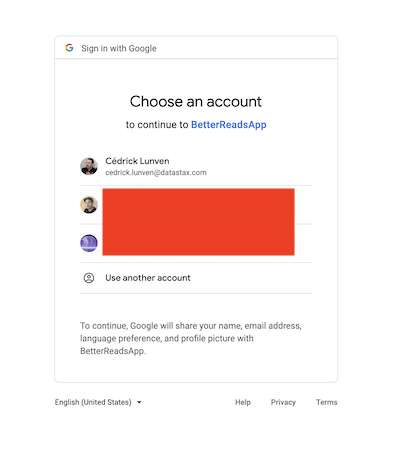 Sign in with Google
Choose an account
to continue to BetterReadsApp
Cédrick Lunven
cedrick.lunven@datastax.com
Use another account
To continue, Google will share your name, email address,
language preference, and profile picture with
BetterReadsApp.
English (United States) Help Privacy Terms